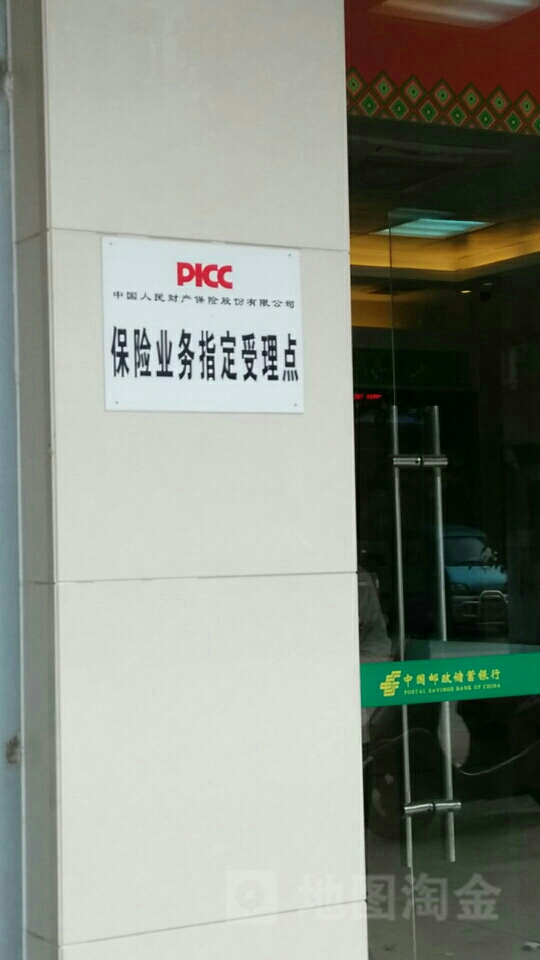 PICC
中国人民财产保险股份有限公司
保险业务指定受理点
中国邮政储蓄银行
POSTAL SAVINGS BANK OF CHINA
地图淘金